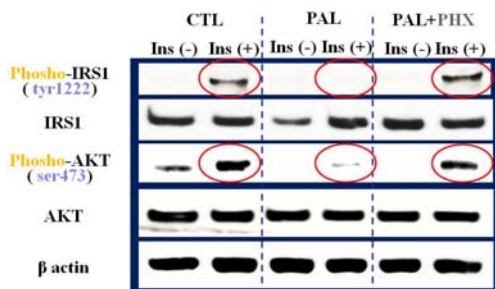 CTL PAL PAL+PHX
Ins (-) Ins (+) Ins (-) Ins (+) Ins (-) Ins (+)
Phosho-IRS1
( tyr1222)
IRS1
Phosho-AKT
( ser473)
AKT
β actin